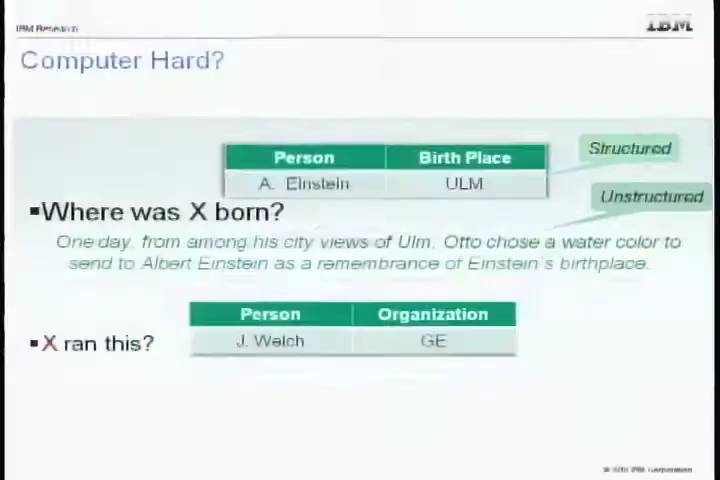 IBM Research
IBM
Computer Hard?
Person Birth Place
Structured
A. Einstein ULM
Unstructured
▪Where was X born?
One day, from among his city views of Ulm, Otto chose a water color to
send to Albert Einstein as a remembrance of Einstein's birthplace.
Person Organization
▪X ran this?
J. Welch GE
IBM Corporation